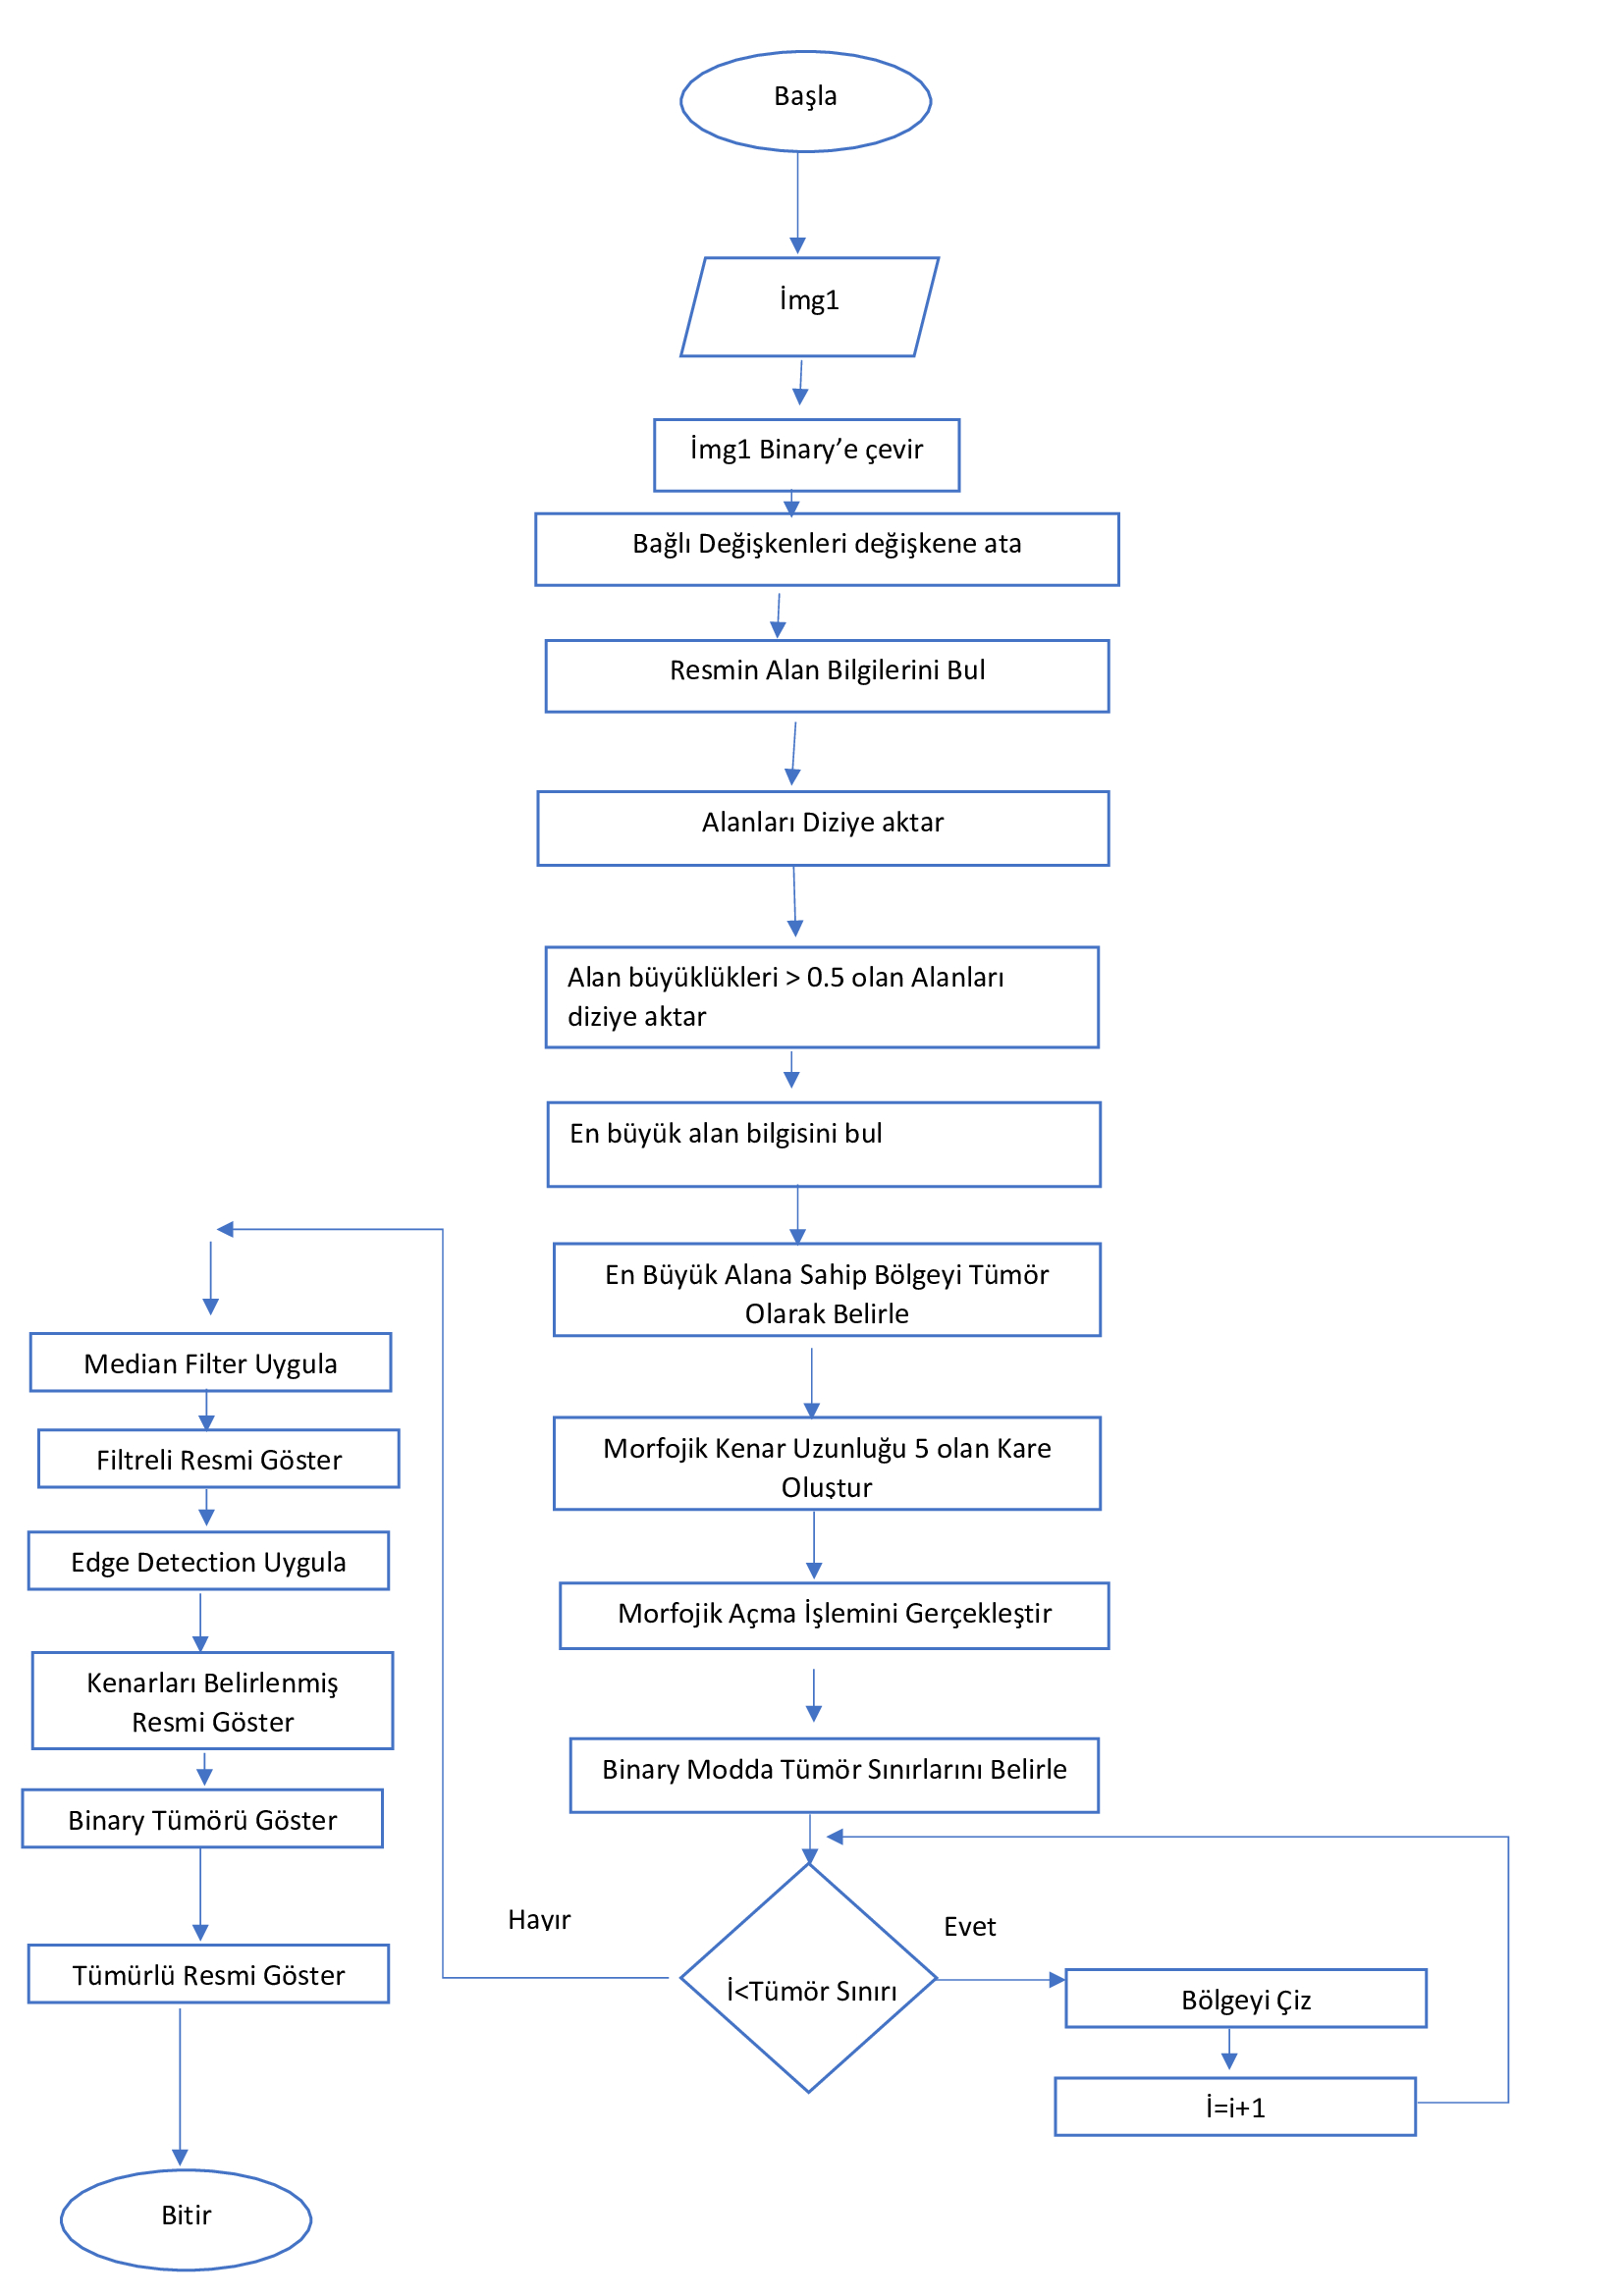 Başla
İmg1
İmg1 Binary’e çevir
Bağlı Değişkenleri değişkene ata
Resmin Alan Bilgilerini Bul
Alanları Diziye aktar
Alan büyüklükleri > 0.5 olan Alanları
diziye aktar
En büyük alan bilgisini bul
En Büyük Alana Sahip Bölgeyi Tümör
Olarak Belirle
Morfojik Kenar Uzunluğu 5 olan Kare
Oluştur
Morfojik Açma İşlemini Gerçekleştir
Binary Modda Tümör Sınırlarını Belirle
İ<Tümör Sınırı
Evet
Bölgeyi Çiz
İ=i+1
Hayır
Median Filter Uygula
Filtreli Resmi Göster
Edge Detection Uygula
Kenarları Belirlenmiş
Resmi Göster
Binary Tümörü Göster
Tümürlü Resmi Göster
Bitir